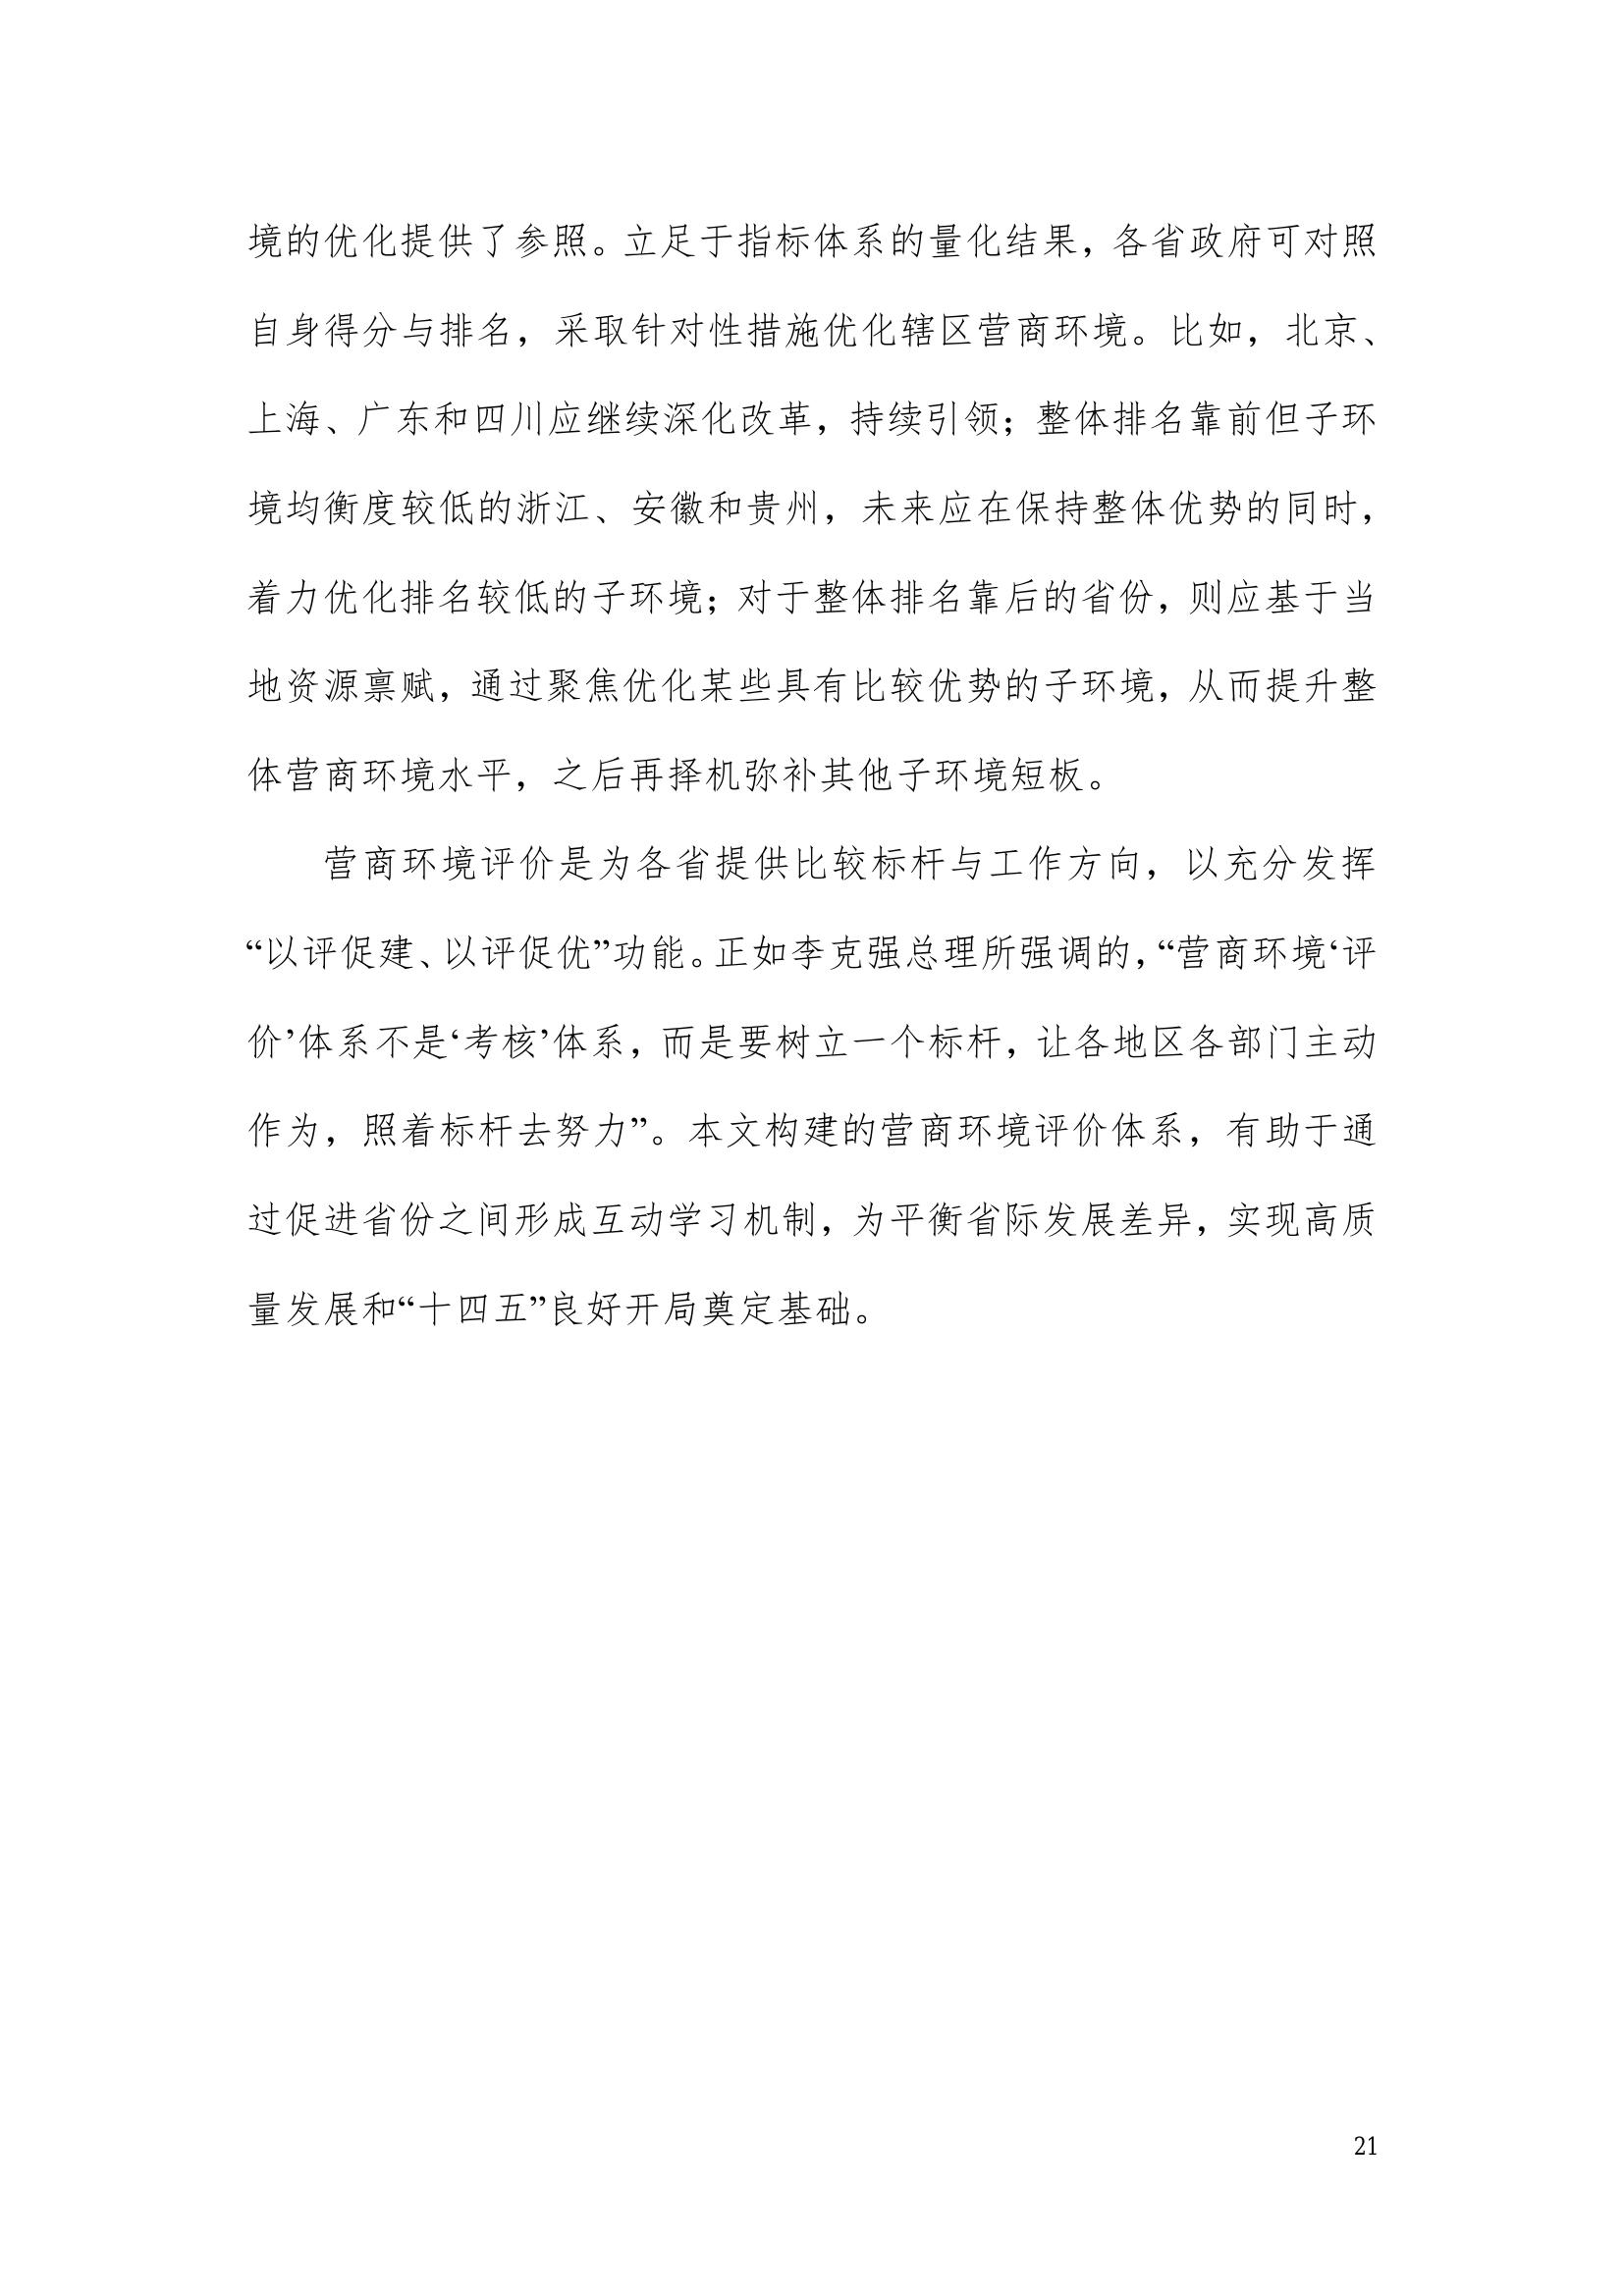 境的优化提供了参照。立足于指标体系的量化结果，各省政府可对照
自身得分与排名，采取针对性措施优化辖区营商环境。比如，北京、
上海、广东和四川应继续深化改革，持续引领；整体排名靠前但子环
境均衡度较低的浙江、安徽和贵州，未来应在保持整体优势的同时，
着力优化排名较低的子环境；对于整体排名靠后的省份，则应基于当
地资源禀赋，通过聚焦优化某些具有比较优势的子环境，从而提升整
体营商环境水平，之后再择机弥补其他子环境短板。
营商环境评价是为各省提供比较标杆与工作方向，以充分发挥
“以评促建、以评促优”功能。正如李克强总理所强调的，“营商环境‘评
价’体系不是‘考核’体系，而是要树立一个标杆，让各地区各部门主动
作为，照着标杆去努力”。本文构建的营商环境评价体系，有助于通
过促进省份之间形成互动学习机制，为平衡省际发展差异，实现高质
量发展和“十四五”良好开局奠定基础。
21